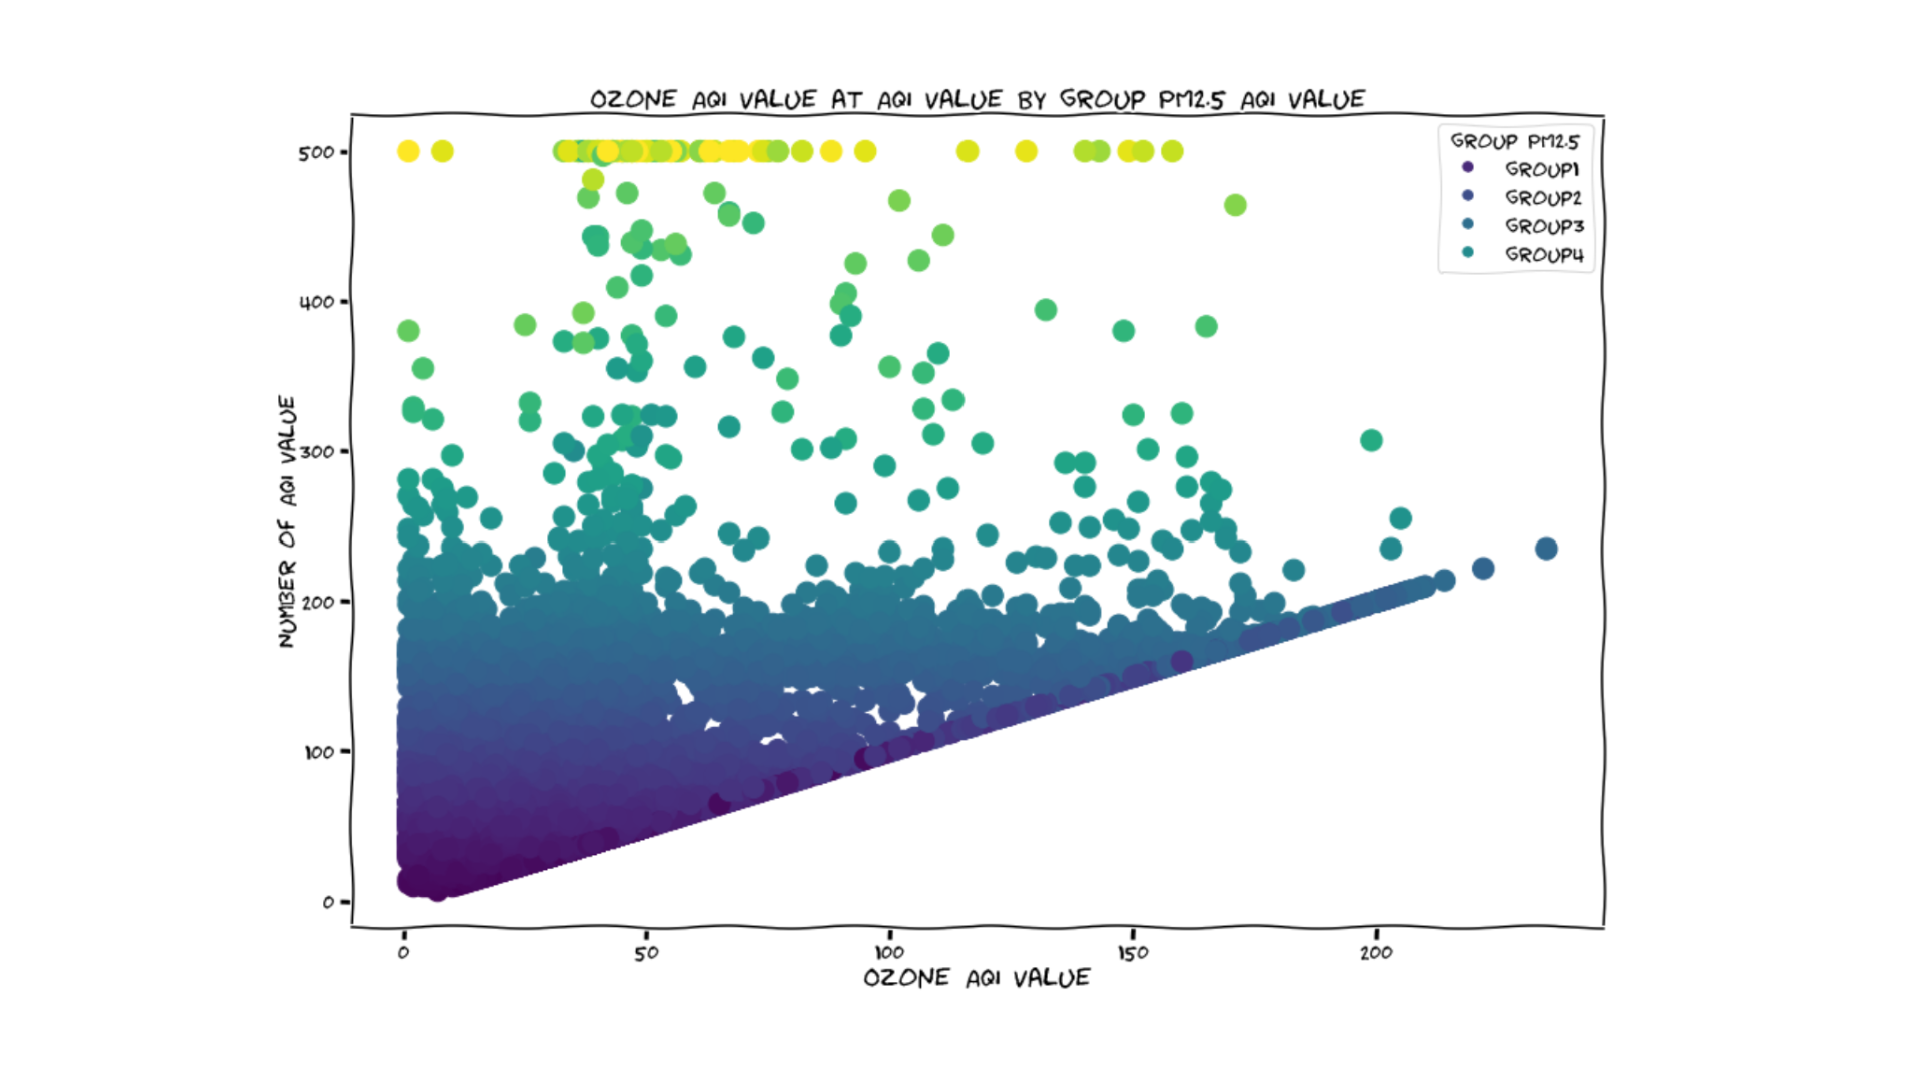 OZONE AQI VALUE AT AQI VALUE BY GROUP PM2.5 AQI VALUE
GROUP PM2.5
GROUP1
GROUP2
GROUP3
GROUP4
NUMBER OF AQI VALUE
500
400
300
200
100
0
0 50 100 150 200
OZONE AQI VALUE